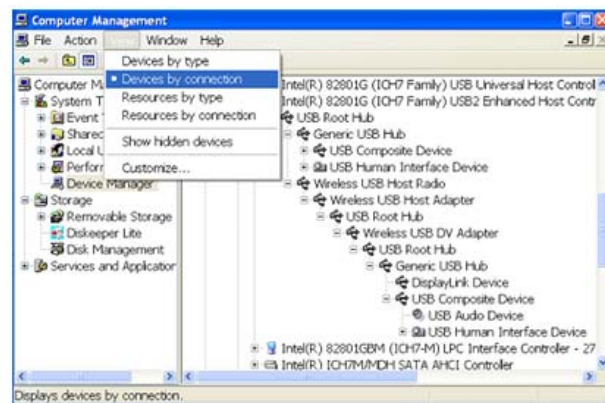 Computer Management
File Action View Window Help
Devices by type
Devices by connection
Resources by type
Resources by connection
Show hidden devices
Customize...
Computer M
System T
Event
Shared
Local U
Perform
Device Manager
Storage
Removable Storage
Diskeeper Lite
Disk Management
Services and Application
Intel(R) 82801G (ICH7 Family) USB Universal Host Control
Intel(R) 82801G (ICH7 Family) USB2 Enhanced Host Contr
USB Root Hub
Generic USB Hub
USB Composite Device
USB Human Interface Device
Wireless USB Host Radio
Wireless USB Host Adapter
USB Root Hub
Wireless USB DV Adapter
USB Root Hub
Generic USB Hub
DisplayLink Device
USB Composite Device
USB Audio Device
USB Human Interface Device
Intel(R) 82801GBM (ICH7-M) LPC Interface Controller - 27
Intel(R) ICH7M/MDH SATA AHCI Controller
Displays devices by connection.